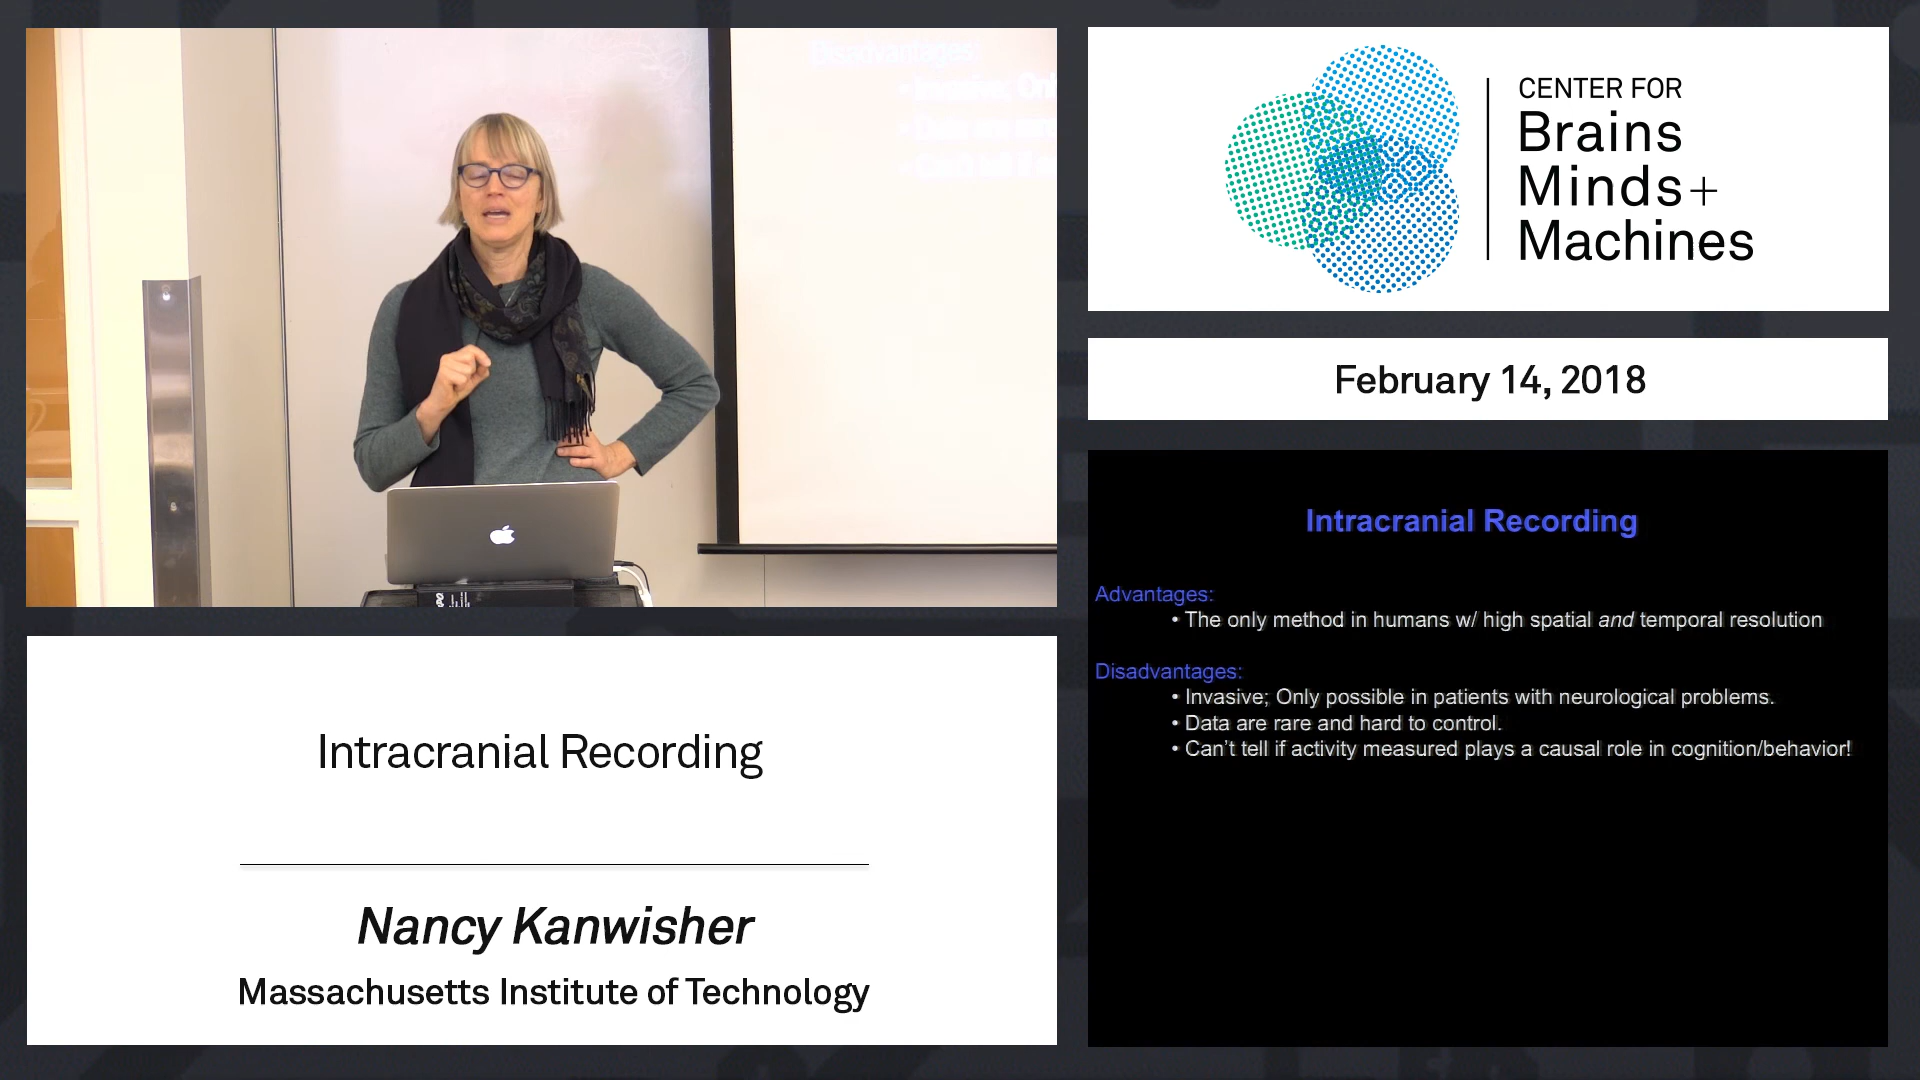 Disadvantages:
CENTER FOR
Brains
Minds+
Machines
February 14, 2018
Intracranial Recording
Advantages:
• The only method in humans w/ high spatial and temporal resolution
Disadvantages:
• Invasive; Only possible in patients with neurological problems.
• Data are rare and hard to control.
• Can't tell if activity measured plays a causal role in cognition/behavior!
Intracranial Recording
Nancy Kanwisher
Massachusetts Institute of Technology